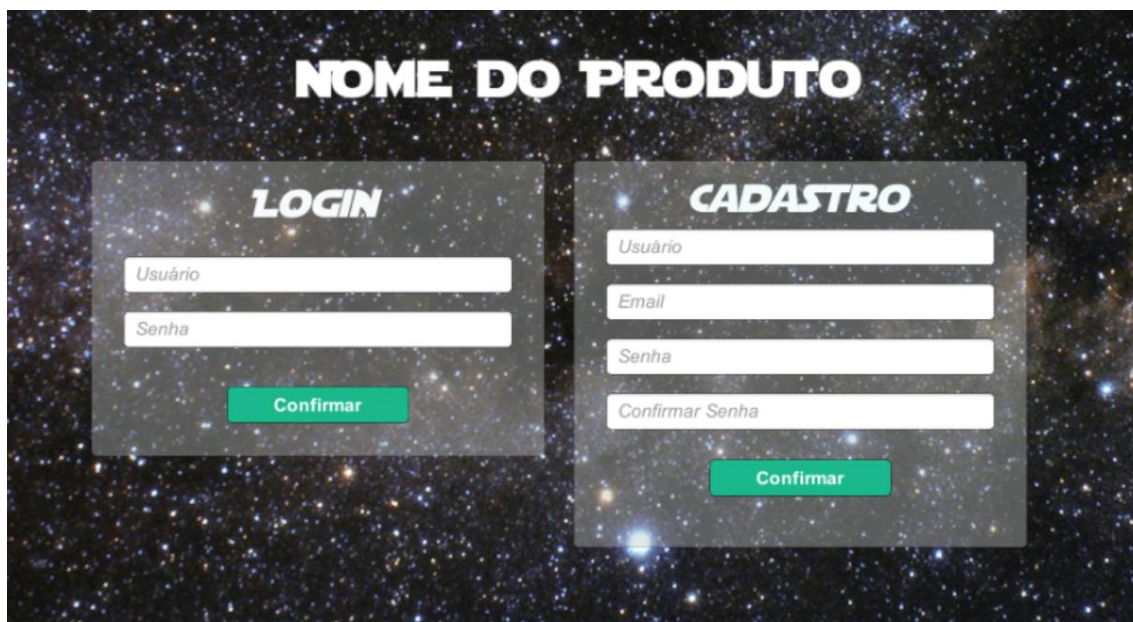 Nome do Produto
Login
Usuário
Senha
Confirmar
Cadastro
Usuário
Email
Senha
Confirmar Senha
Confirmar